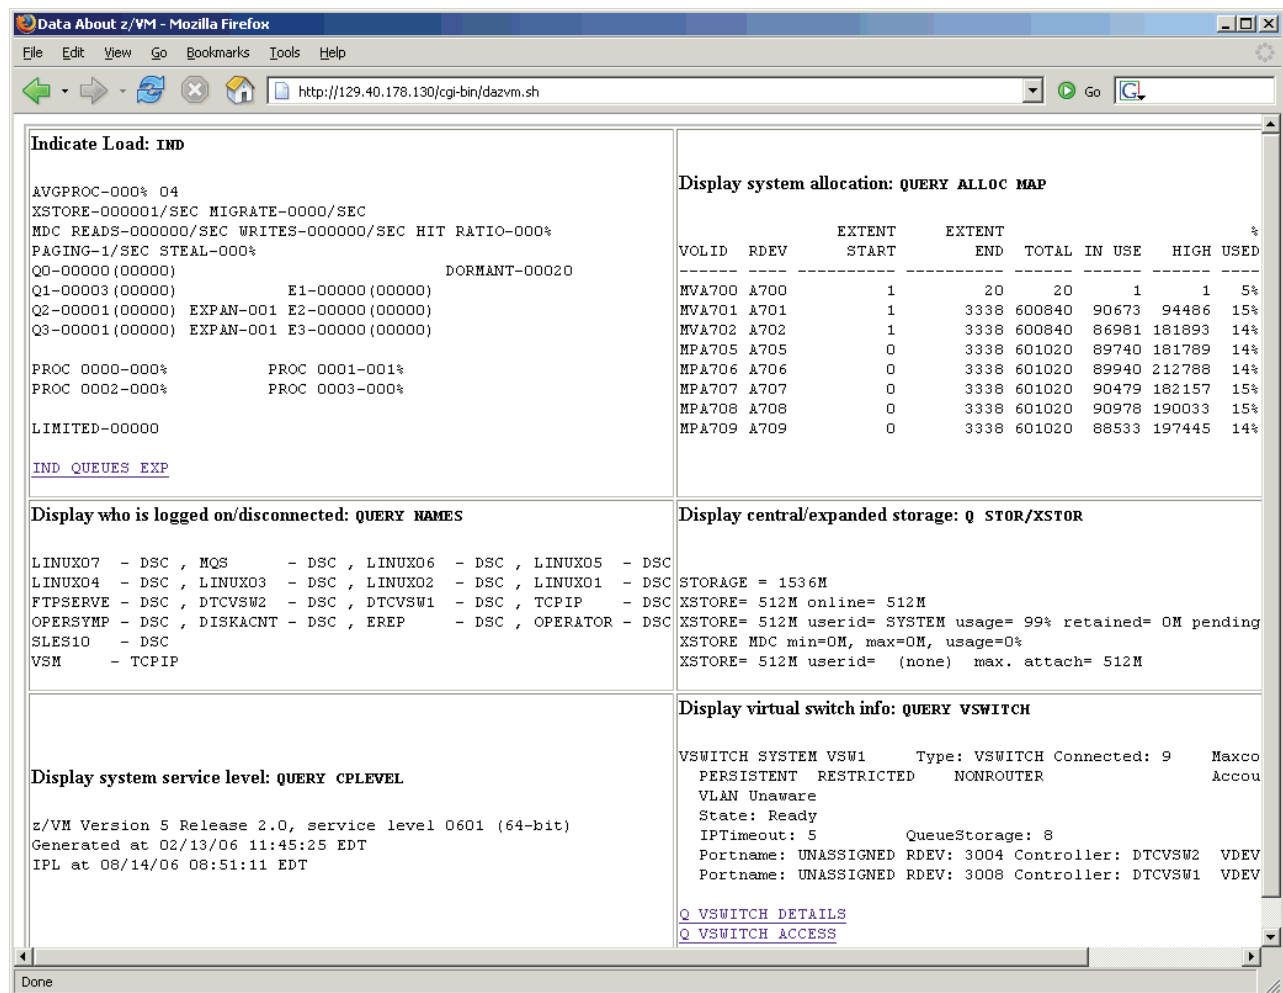 Data About z/VM - Mozilla Firefox
File Edit View Go Bookmarks Tools Help
http://129.40.178.130/cgi-bin/dazvm.sh Go G
Indicate Load: IND
AVGPROC-000% 04
XSTORE-000001/SEC MIGRATE-0000/SEC
MDC READS-000000/SEC WRITES-000000/SEC HIT RATIO-000%
PAGING-1/SEC STEAL-000%
Q0-00000(00000) DORMANT-00020
Q1-00003(00000) E1-00000(00000)
Q2-00001(00000) EXPAN-001 E2-00000(00000)
Q3-00001(00000) EXPAN-001 E3-00000(00000)
PROC 0000-000% PROC 0001-001%
PROC 0002-000% PROC 0003-000%
LIMITED-00000
IND QUEUES EXP
Display system allocation: QUERY ALLOC MAP
EXTENT EXTENT %
VOLID RDEV START END TOTAL IN USE HIGH USED
------ ---- ---------- ---------- ------ ------ ------ ----
MVA700 A700 1 20 20 1 1 5%
MVA701 A701 1 3338 600840 90673 94486 15%
MVA702 A702 1 3338 600840 86981 181893 14%
MPA705 A705 0 3338 601020 89740 181789 14%
MPA706 A706 0 3338 601020 89940 212788 14%
MPA707 A707 0 3338 601020 90479 182157 15%
MPA708 A708 0 3338 601020 90978 190033 15%
MPA709 A709 0 3338 601020 88533 197445 14%
Display who is logged on/disconnected: QUERY NAMES
LINUX07 - DSC , MQS - DSC , LINUX06 - DSC , LINUX05 - DSC
LINUX04 - DSC , LINUX03 - DSC , LINUX02 - DSC , LINUX01 - DSC
FTPSERVE - DSC , DTCVSW2 - DSC , DTCVSW1 - DSC , TCPIP - DSC
OPERSYMP - DSC , DISKACNT - DSC , EREP - DSC , OPERATOR - DSC
SLES10 - DSC
VSM - TCPIP
Display central/expanded storage: Q STOR/XSTOR
STORAGE = 1536M
XSTORE= 512M online= 512M
XSTORE= 512M userid= SYSTEM usage= 99% retained= 0M pending
XSTORE MDC min=0M, max=0M, usage=0%
XSTORE= 512M userid= (none) max. attach= 512M
Display system service level: QUERY CPLEVEL
z/VM Version 5 Release 2.0, service level 0601 (64-bit)
Generated at 02/13/06 11:45:25 EDT
IPL at 08/14/06 08:51:11 EDT
Display virtual switch info: QUERY VSWITCH
VSWITCH SYSTEM VSW1 Type: VSWITCH Connected: 9 Maxco
PERSISTENT RESTRICTED NONROUTER Accou
VLAN Unaware
State: Ready
IPTimeout: 5 QueueStorage: 8
Portname: UNASSIGNED RDEV: 3004 Controller: DTCVSW2 VDEV
Portname: UNASSIGNED RDEV: 3008 Controller: DTCVSW1 VDEV
Q VSWITCH DETAILS
Q VSWITCH ACCESS
Done